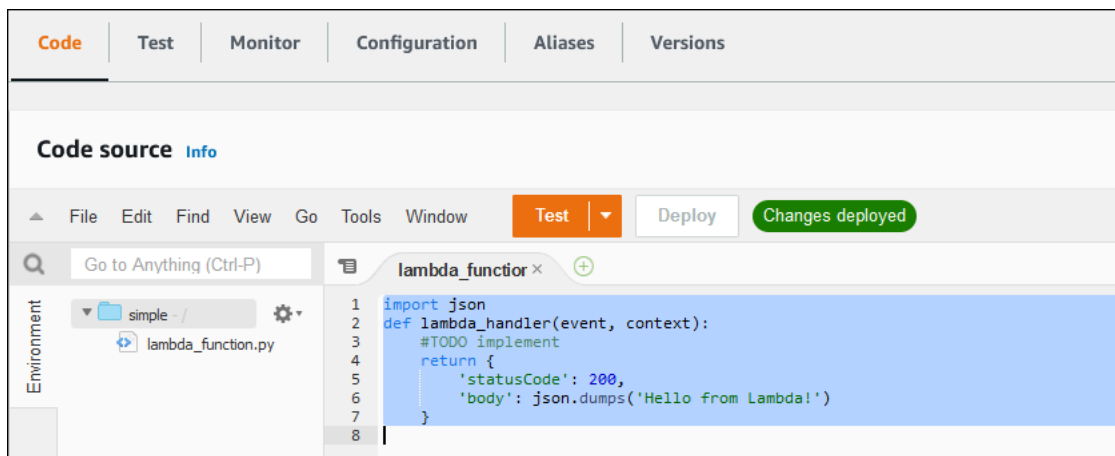 Code Test Monitor Configuration Aliases Versions
Code source Info
File Edit Find View Go Tools Window Test Deploy Changes deployed
Go to Anything (Ctrl-P) lambda_function
Environment
simple - /
lambda_function.py
1 import json
2 def lambda_handler(event, context):
3 #TODO implement
4 return {
5 'statusCode': 200,
6 'body': json.dumps('Hello from Lambda!')
7 }
8